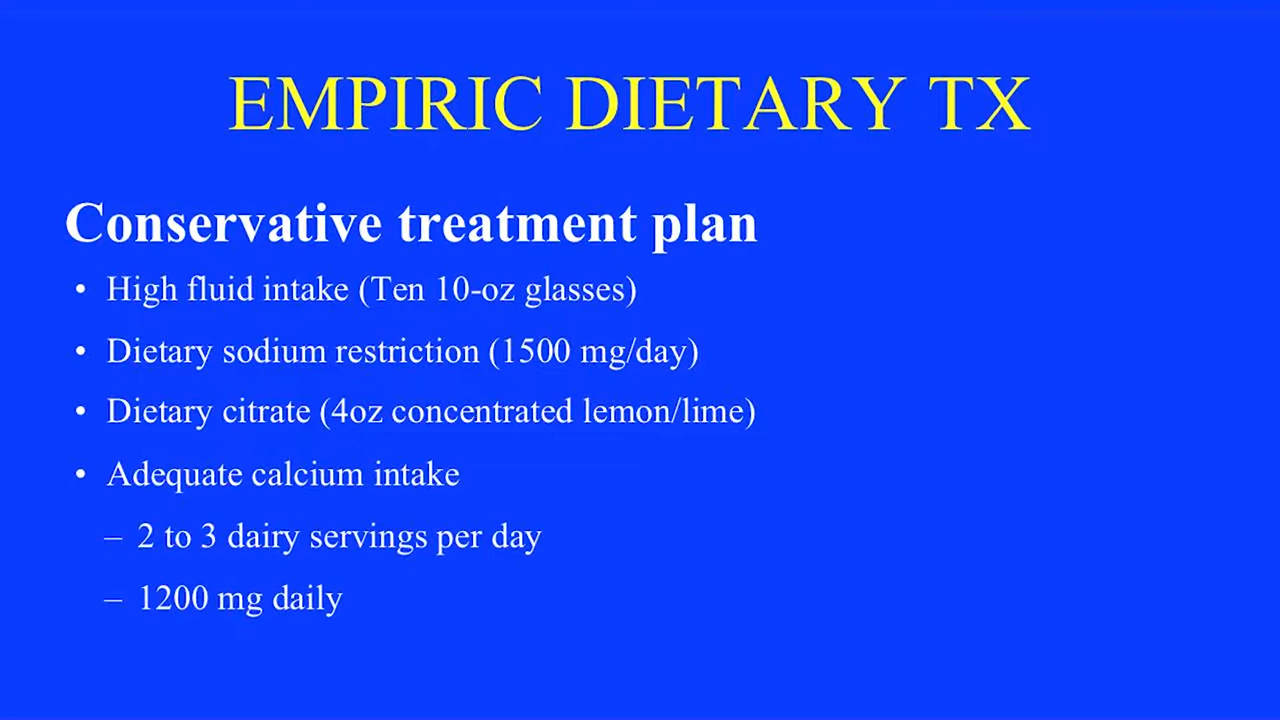 EMPIRIC DIETARY TX
Conservative treatment plan
• High fluid intake (Ten 10-oz glasses)
• Dietary sodium restriction (1500 mg/day)
• Dietary citrate (4oz concentrated lemon/lime)
• Adequate calcium intake
– 2 to 3 dairy servings per day
– 1200 mg daily